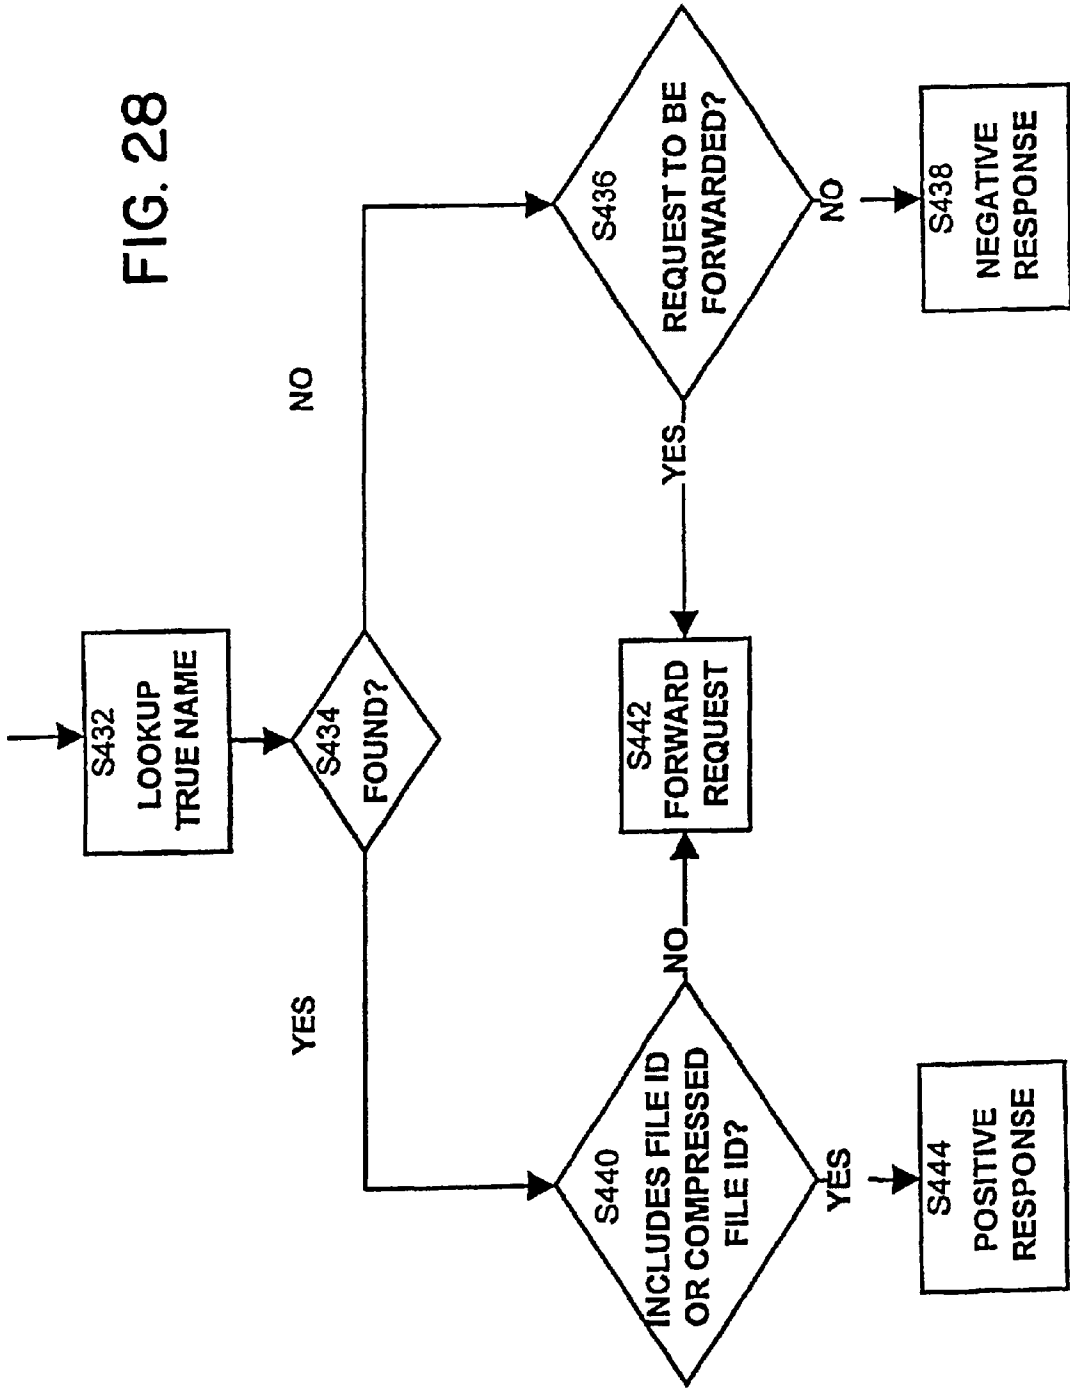 FIG. 28
S432
LOOKUP
TRUE NAME
S434
FOUND?
YES
NO
S440
INCLUDES FILE ID
OR COMPRESSED
FILE ID?
NO
S442
FORWARD
REQUEST
YES
S436
REQUEST TO BE
FORWARDED?
YES
S444
POSITIVE
RESPONSE
NO
S438
NEGATIVE
RESPONSE